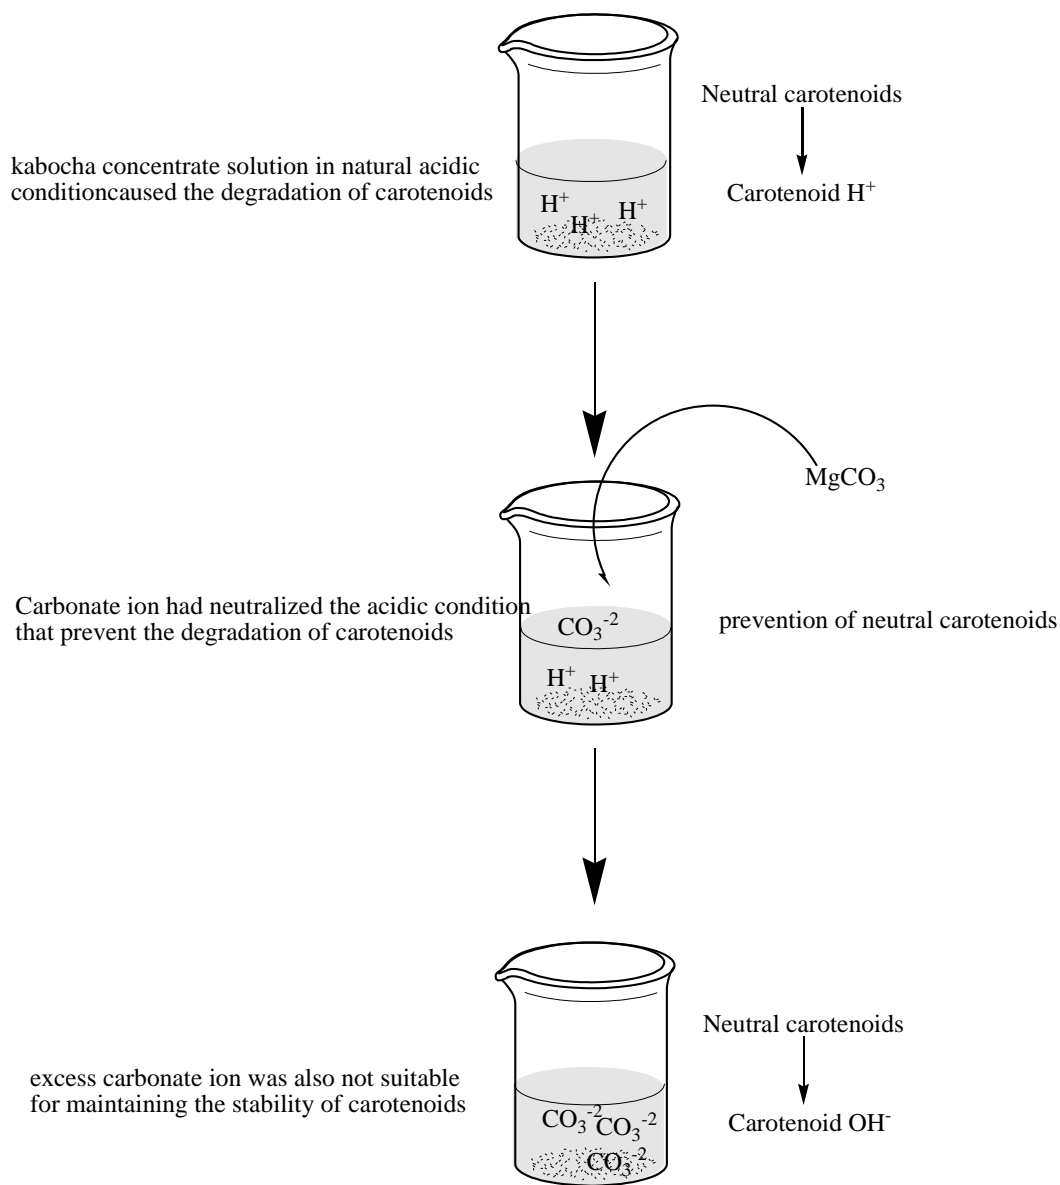 Neutral carotenoids
kabocha concentrate solution in natural acidic
conditioncaused the degradation of carotenoids
Carotenoid H⁺
H⁺
H⁺
H⁺
MgCO₃
Carbonate ion had neutralized the acidic condition
that prevent the degradation of carotenoids
CO₃⁻²
prevention of neutral carotenoids
H⁺
H⁺
Neutral carotenoids
excess carbonate ion was also not suitable
for maintaining the stability of carotenoids
CO₃⁻²
CO₃⁻²
CO₃⁻²
Carotenoid OH⁻